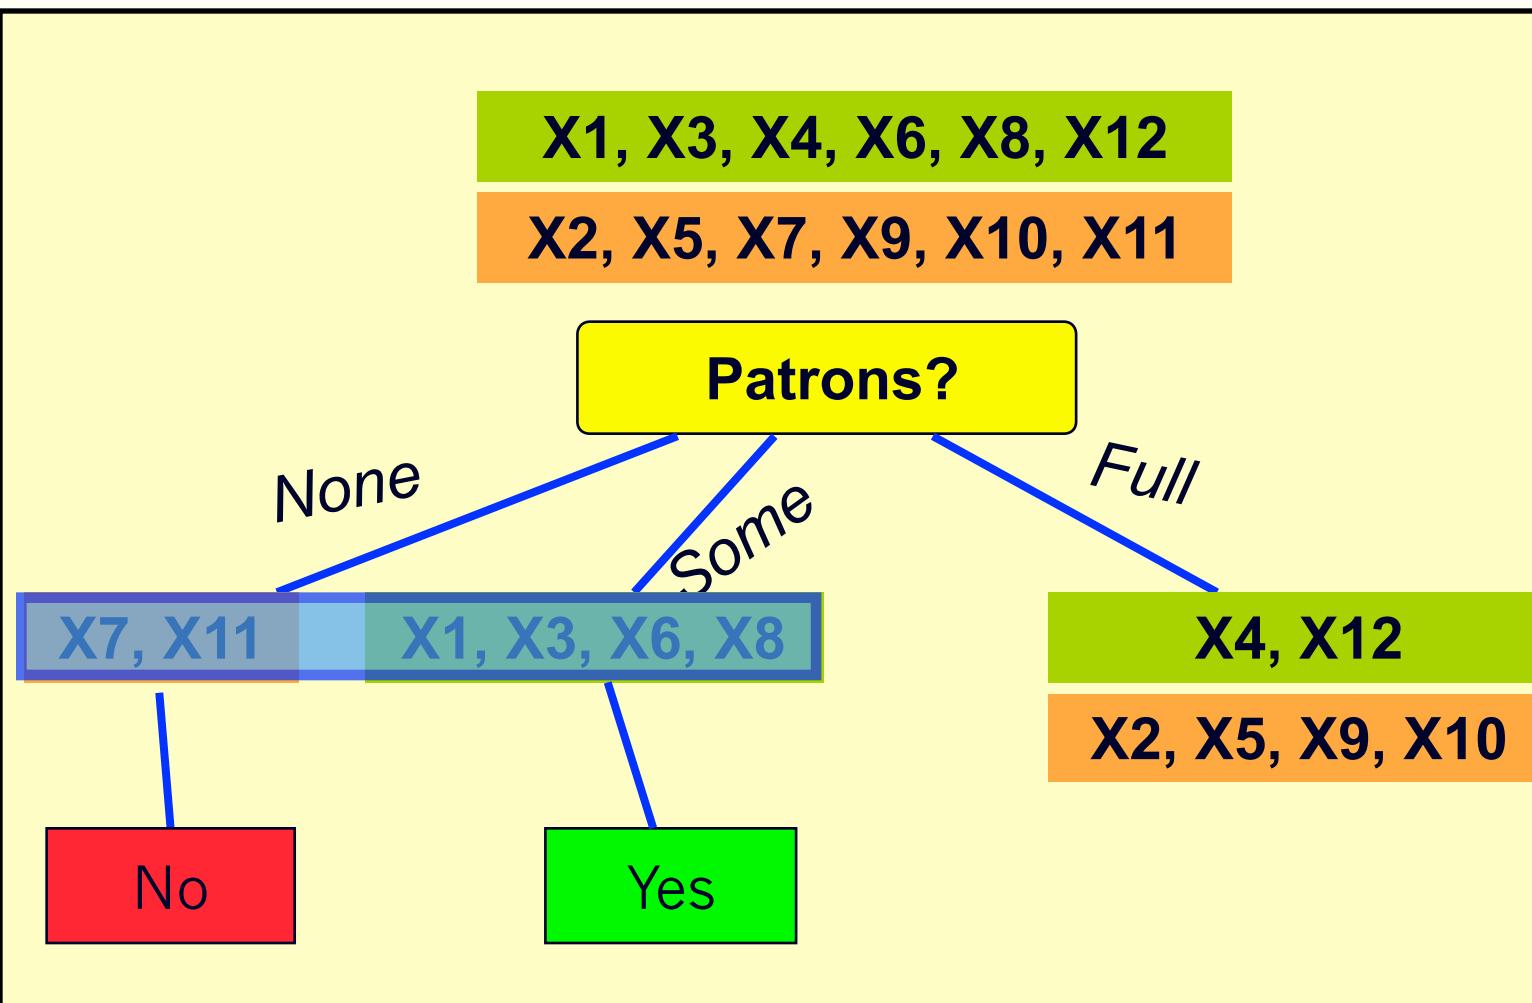 X1, X3, X4, X6, X8, X12
X2, X5, X7, X9, X10, X11
Patrons?
None
Some
Full
X7, X11
X1, X3, X6, X8
X4, X12
X2, X5, X9, X10
No
Yes